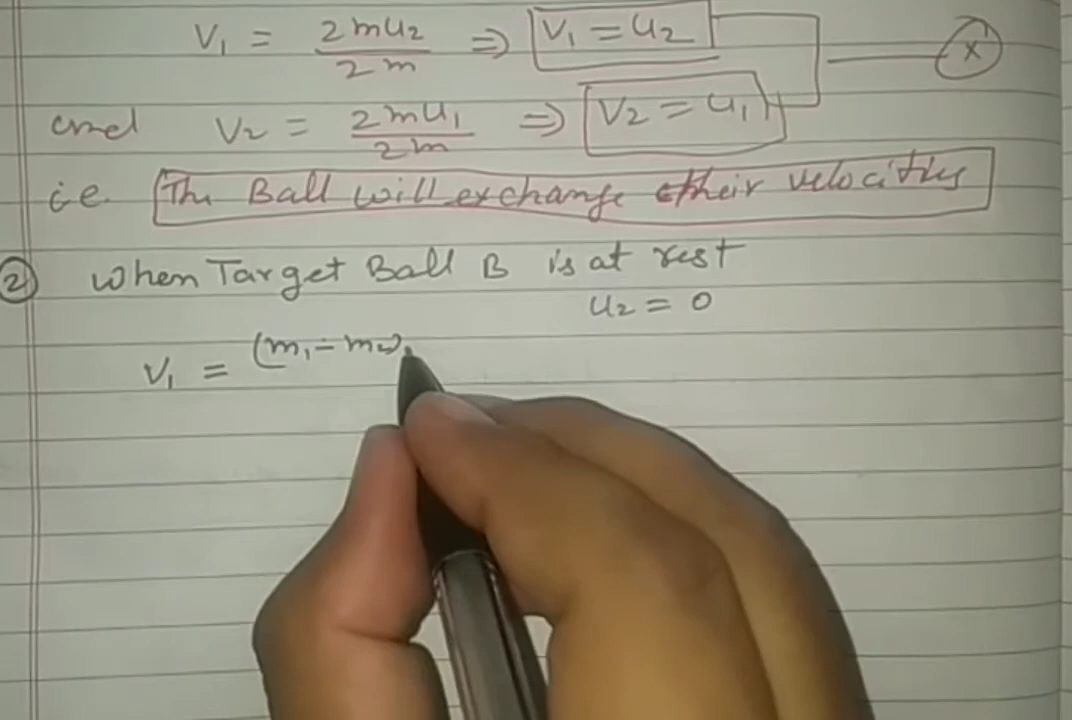 V₁ = 2mu₂/2m ⇒ V₁ = u₂ (x)
and V₂ = 2mu₁/2m ⇒ V₂ = u₁
i.e. The Ball will exchange their velocities
② When Target Ball B is at rest
u₂ = 0
V₁ = (m₁ - m₂)